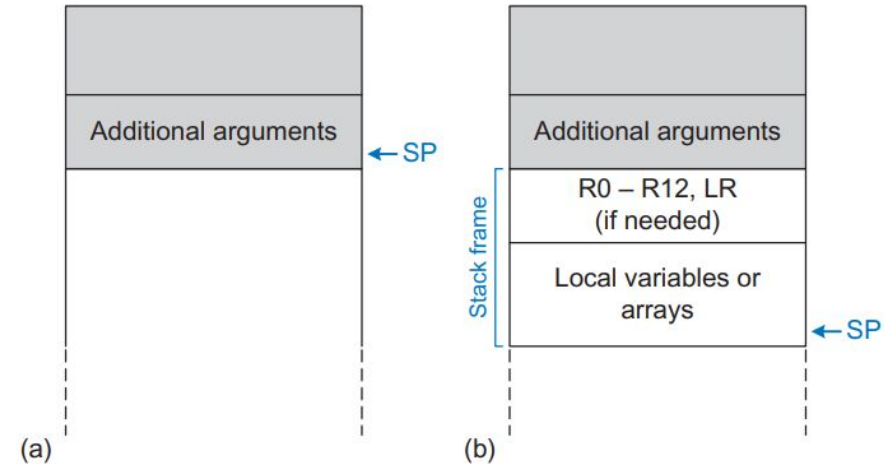 Additional arguments
SP
(a)
Additional arguments
R0 – R12, LR
(if needed)
Local variables or
arrays
Stack frame
SP
(b)